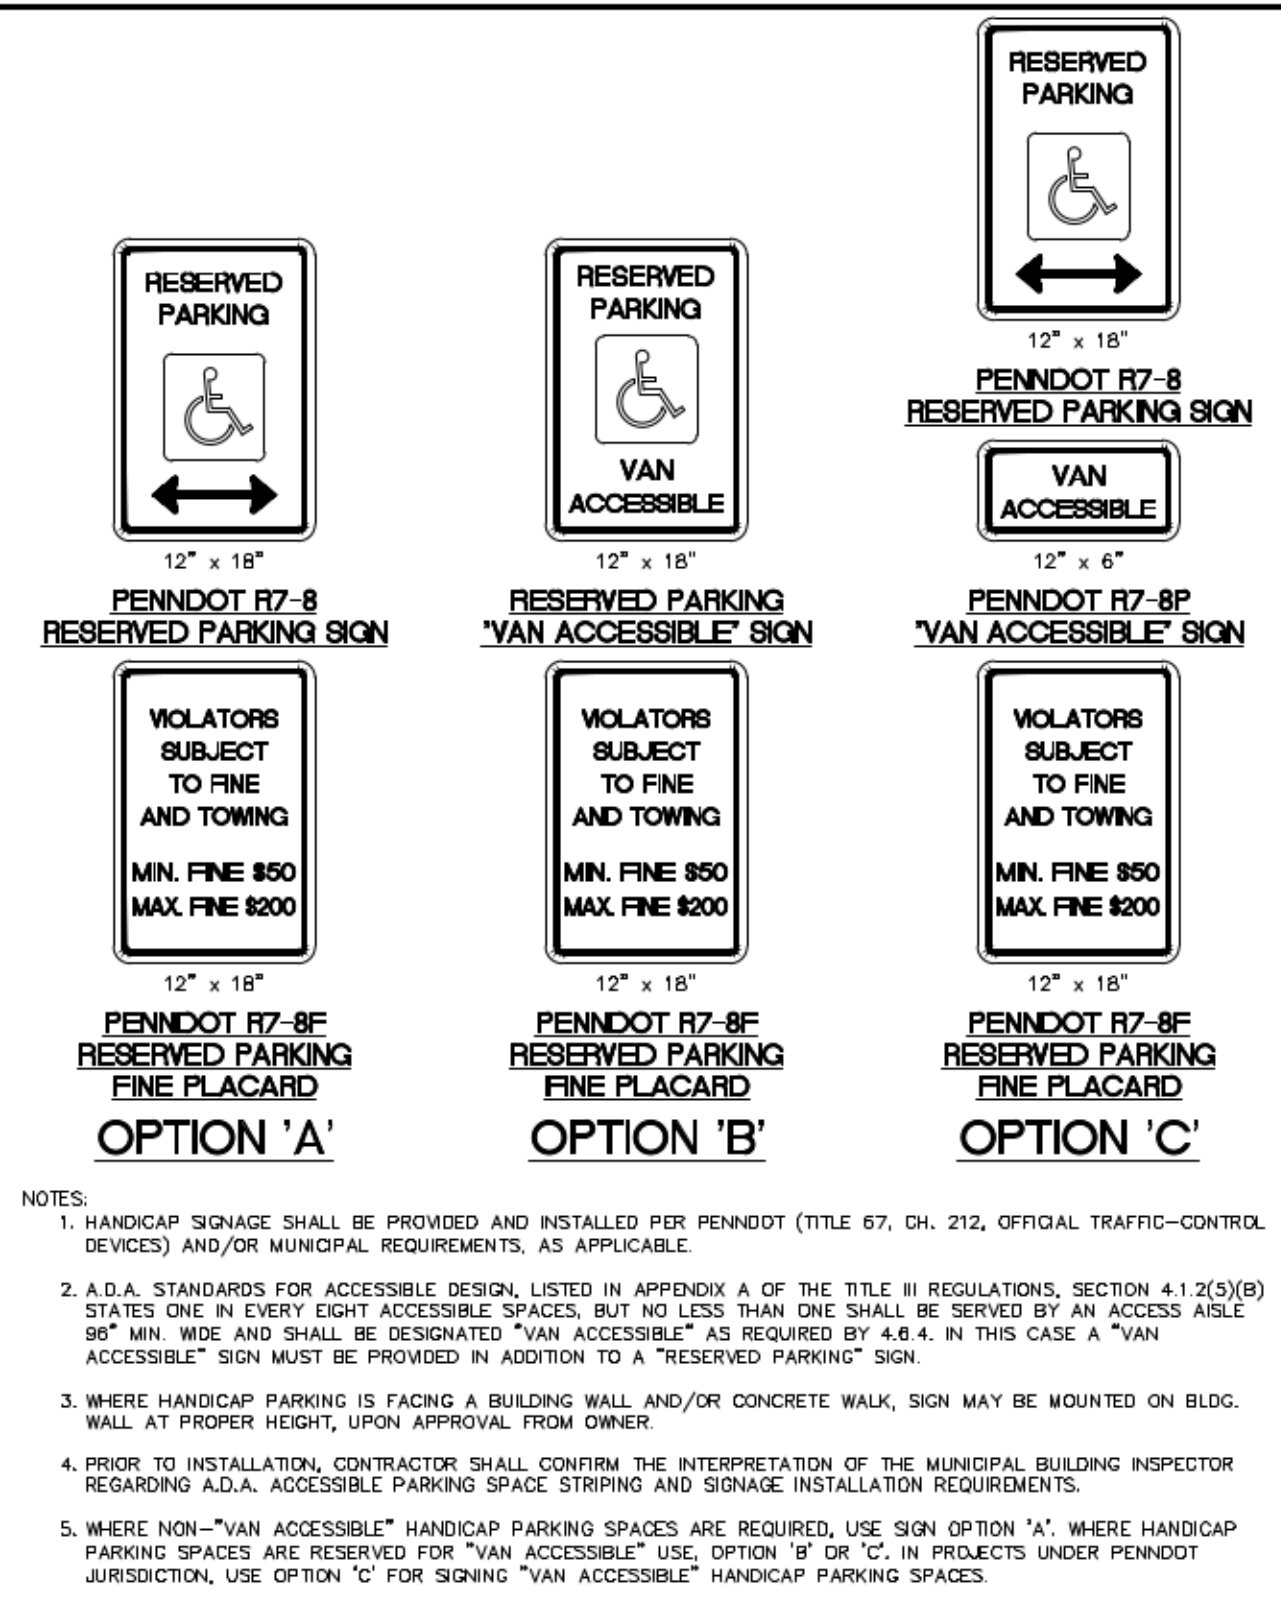 RESERVED
PARKING
12" x 18"
PENNDOT R7-8
RESERVED PARKING SIGN
VIOLATORS
SUBJECT
TO FINE
AND TOWING
MIN. FINE $50
MAX. FINE $200
12" x 18"
PENNDOT R7-8F
RESERVED PARKING
FINE PLACARD
OPTION 'A'
RESERVED
PARKING
VAN
ACCESSIBLE
12" x 18"
RESERVED PARKING
"VAN ACCESSIBLE" SIGN
VIOLATORS
SUBJECT
TO FINE
AND TOWING
MIN. FINE $50
MAX. FINE $200
12" x 18"
PENNDOT R7-8F
RESERVED PARKING
FINE PLACARD
OPTION 'B'
RESERVED
PARKING
12" x 18"
PENNDOT R7-8
RESERVED PARKING SIGN
VAN
ACCESSIBLE
12" x 6"
PENNDOT R7-8P
"VAN ACCESSIBLE" SIGN
VIOLATORS
SUBJECT
TO FINE
AND TOWING
MIN. FINE $50
MAX. FINE $200
12" x 18"
PENNDOT R7-8F
RESERVED PARKING
FINE PLACARD
OPTION 'C'
NOTES:
1. HANDICAP SIGNAGE SHALL BE PROVIDED AND INSTALLED PER PENNDOT (TITLE 67, CH. 212, OFFICIAL TRAFFIC-CONTROL
DEVICES) AND/OR MUNICIPAL REQUIREMENTS, AS APPLICABLE.
2. A.D.A. STANDARDS FOR ACCESSIBLE DESIGN, LISTED IN APPENDIX A OF THE TITLE III REGULATIONS, SECTION 4.1.2(5)(B)
STATES ONE IN EVERY EIGHT ACCESSIBLE SPACES, BUT NO LESS THAN ONE SHALL BE SERVED BY AN ACCESS AISLE
96" MIN. WIDE AND SHALL BE DESIGNATED "VAN ACCESSIBLE" AS REQUIRED BY 4.6.4. IN THIS CASE A "VAN
ACCESSIBLE" SIGN MUST BE PROVIDED IN ADDITION TO A "RESERVED PARKING" SIGN.
3. WHERE HANDICAP PARKING IS FACING A BUILDING WALL AND/OR CONCRETE WALK, SIGN MAY BE MOUNTED ON BLDG.
WALL AT PROPER HEIGHT, UPON APPROVAL FROM OWNER.
4. PRIOR TO INSTALLATION, CONTRACTOR SHALL CONFIRM THE INTERPRETATION OF THE MUNICIPAL BUILDING INSPECTOR
REGARDING A.D.A. ACCESSIBLE PARKING SPACE STRIPING AND SIGNAGE INSTALLATION REQUIREMENTS.
5. WHERE NON-"VAN ACCESSIBLE" HANDICAP PARKING SPACES ARE REQUIRED, USE SIGN OPTION 'A'. WHERE HANDICAP
PARKING SPACES ARE RESERVED FOR "VAN ACCESSIBLE" USE, OPTION 'B' OR 'C'. IN PROJECTS UNDER PENNDOT
JURISDICTION, USE OPTION 'C' FOR SIGNING "VAN ACCESSIBLE" HANDICAP PARKING SPACES.